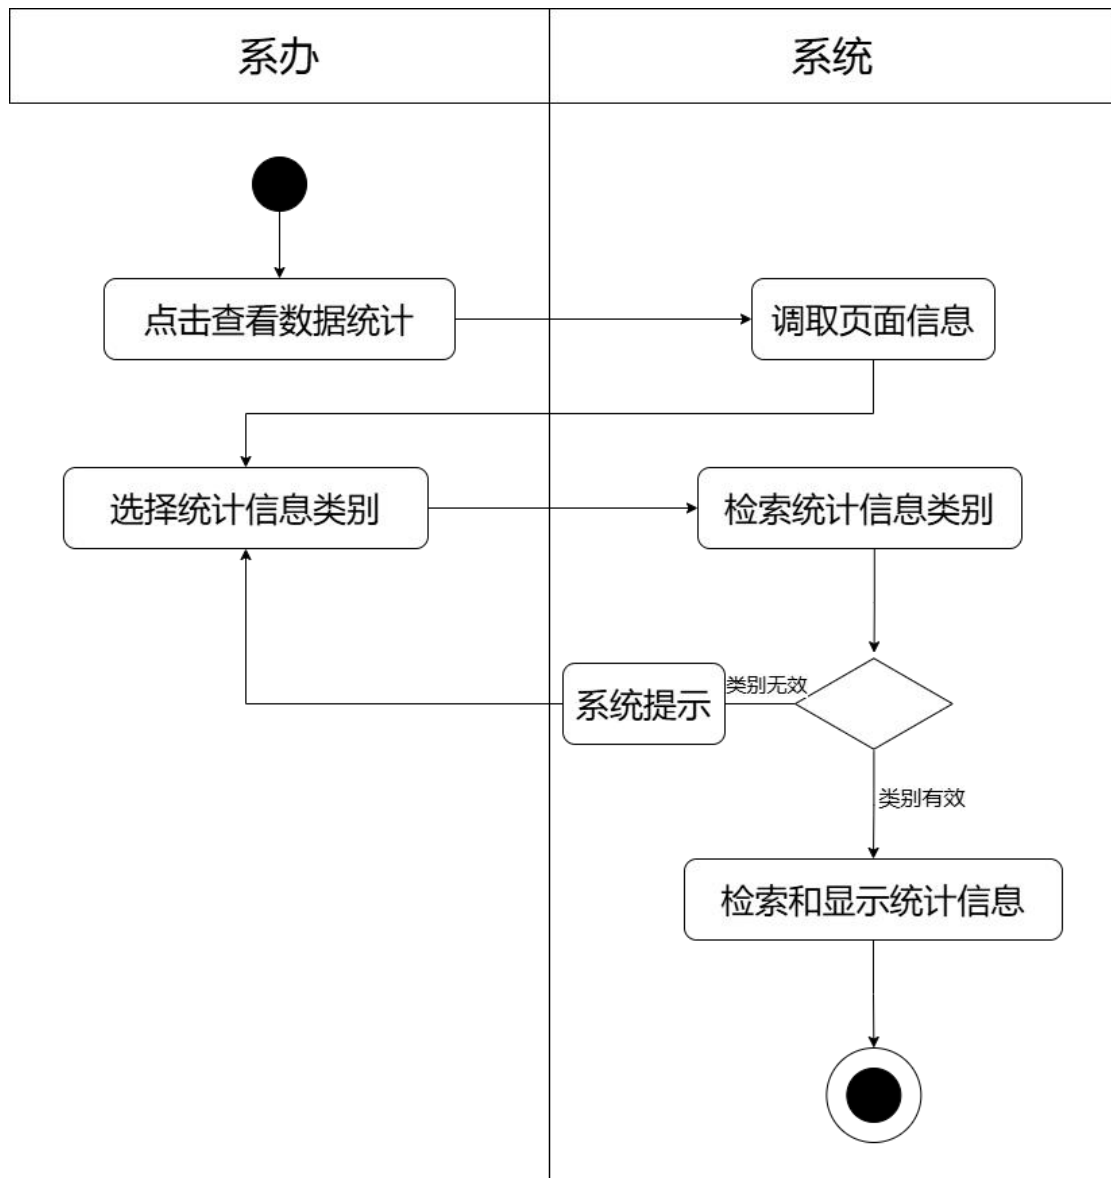 系办
系统
点击查看数据统计
调取页面信息
选择统计信息类别
检索统计信息类别
系统提示
类别无效
类别有效
检索和显示统计信息